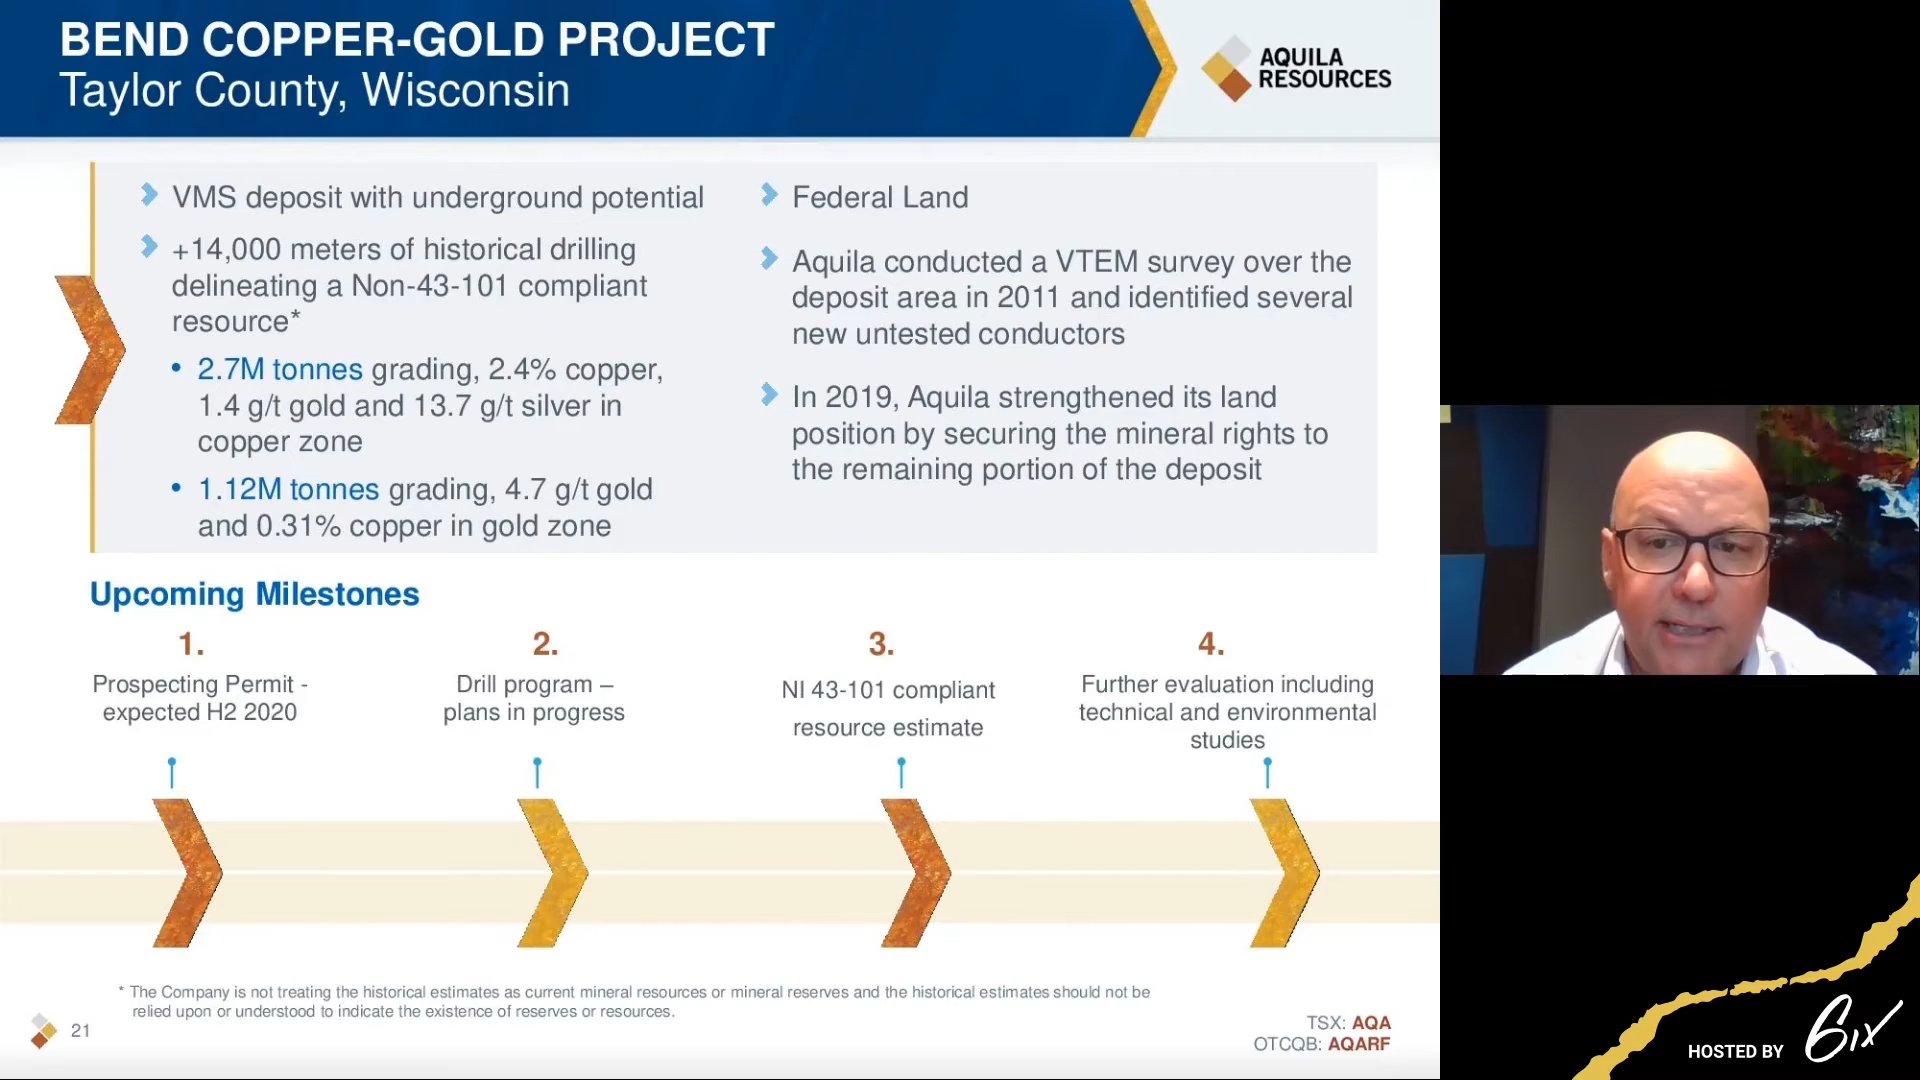 BEND COPPER-GOLD PROJECT
Taylor County, Wisconsin
AQUILA
RESOURCES
VMS deposit with underground potential
+14,000 meters of historical drilling
delineating a Non-43-101 compliant
resource*
• 2.7M tonnes grading, 2.4% copper,
1.4 g/t gold and 13.7 g/t silver in
copper zone
• 1.12M tonnes grading, 4.7 g/t gold
and 0.31% copper in gold zone
Federal Land
Aquila conducted a VTEM survey over the
deposit area in 2011 and identified several
new untested conductors
In 2019, Aquila strengthened its land
position by securing the mineral rights to
the remaining portion of the deposit
Upcoming Milestones
1.
Prospecting Permit -
expected H2 2020
2.
Drill program –
plans in progress
3.
NI 43-101 compliant
resource estimate
4.
Further evaluation including
technical and environmental
studies
* The Company is not treating the historical estimates as current mineral resources or mineral reserves and the historical estimates should not be
relied upon or understood to indicate the existence of reserves or resources.
21
TSX: AQA
OTCQB: AQARF
HOSTED BY 6ix